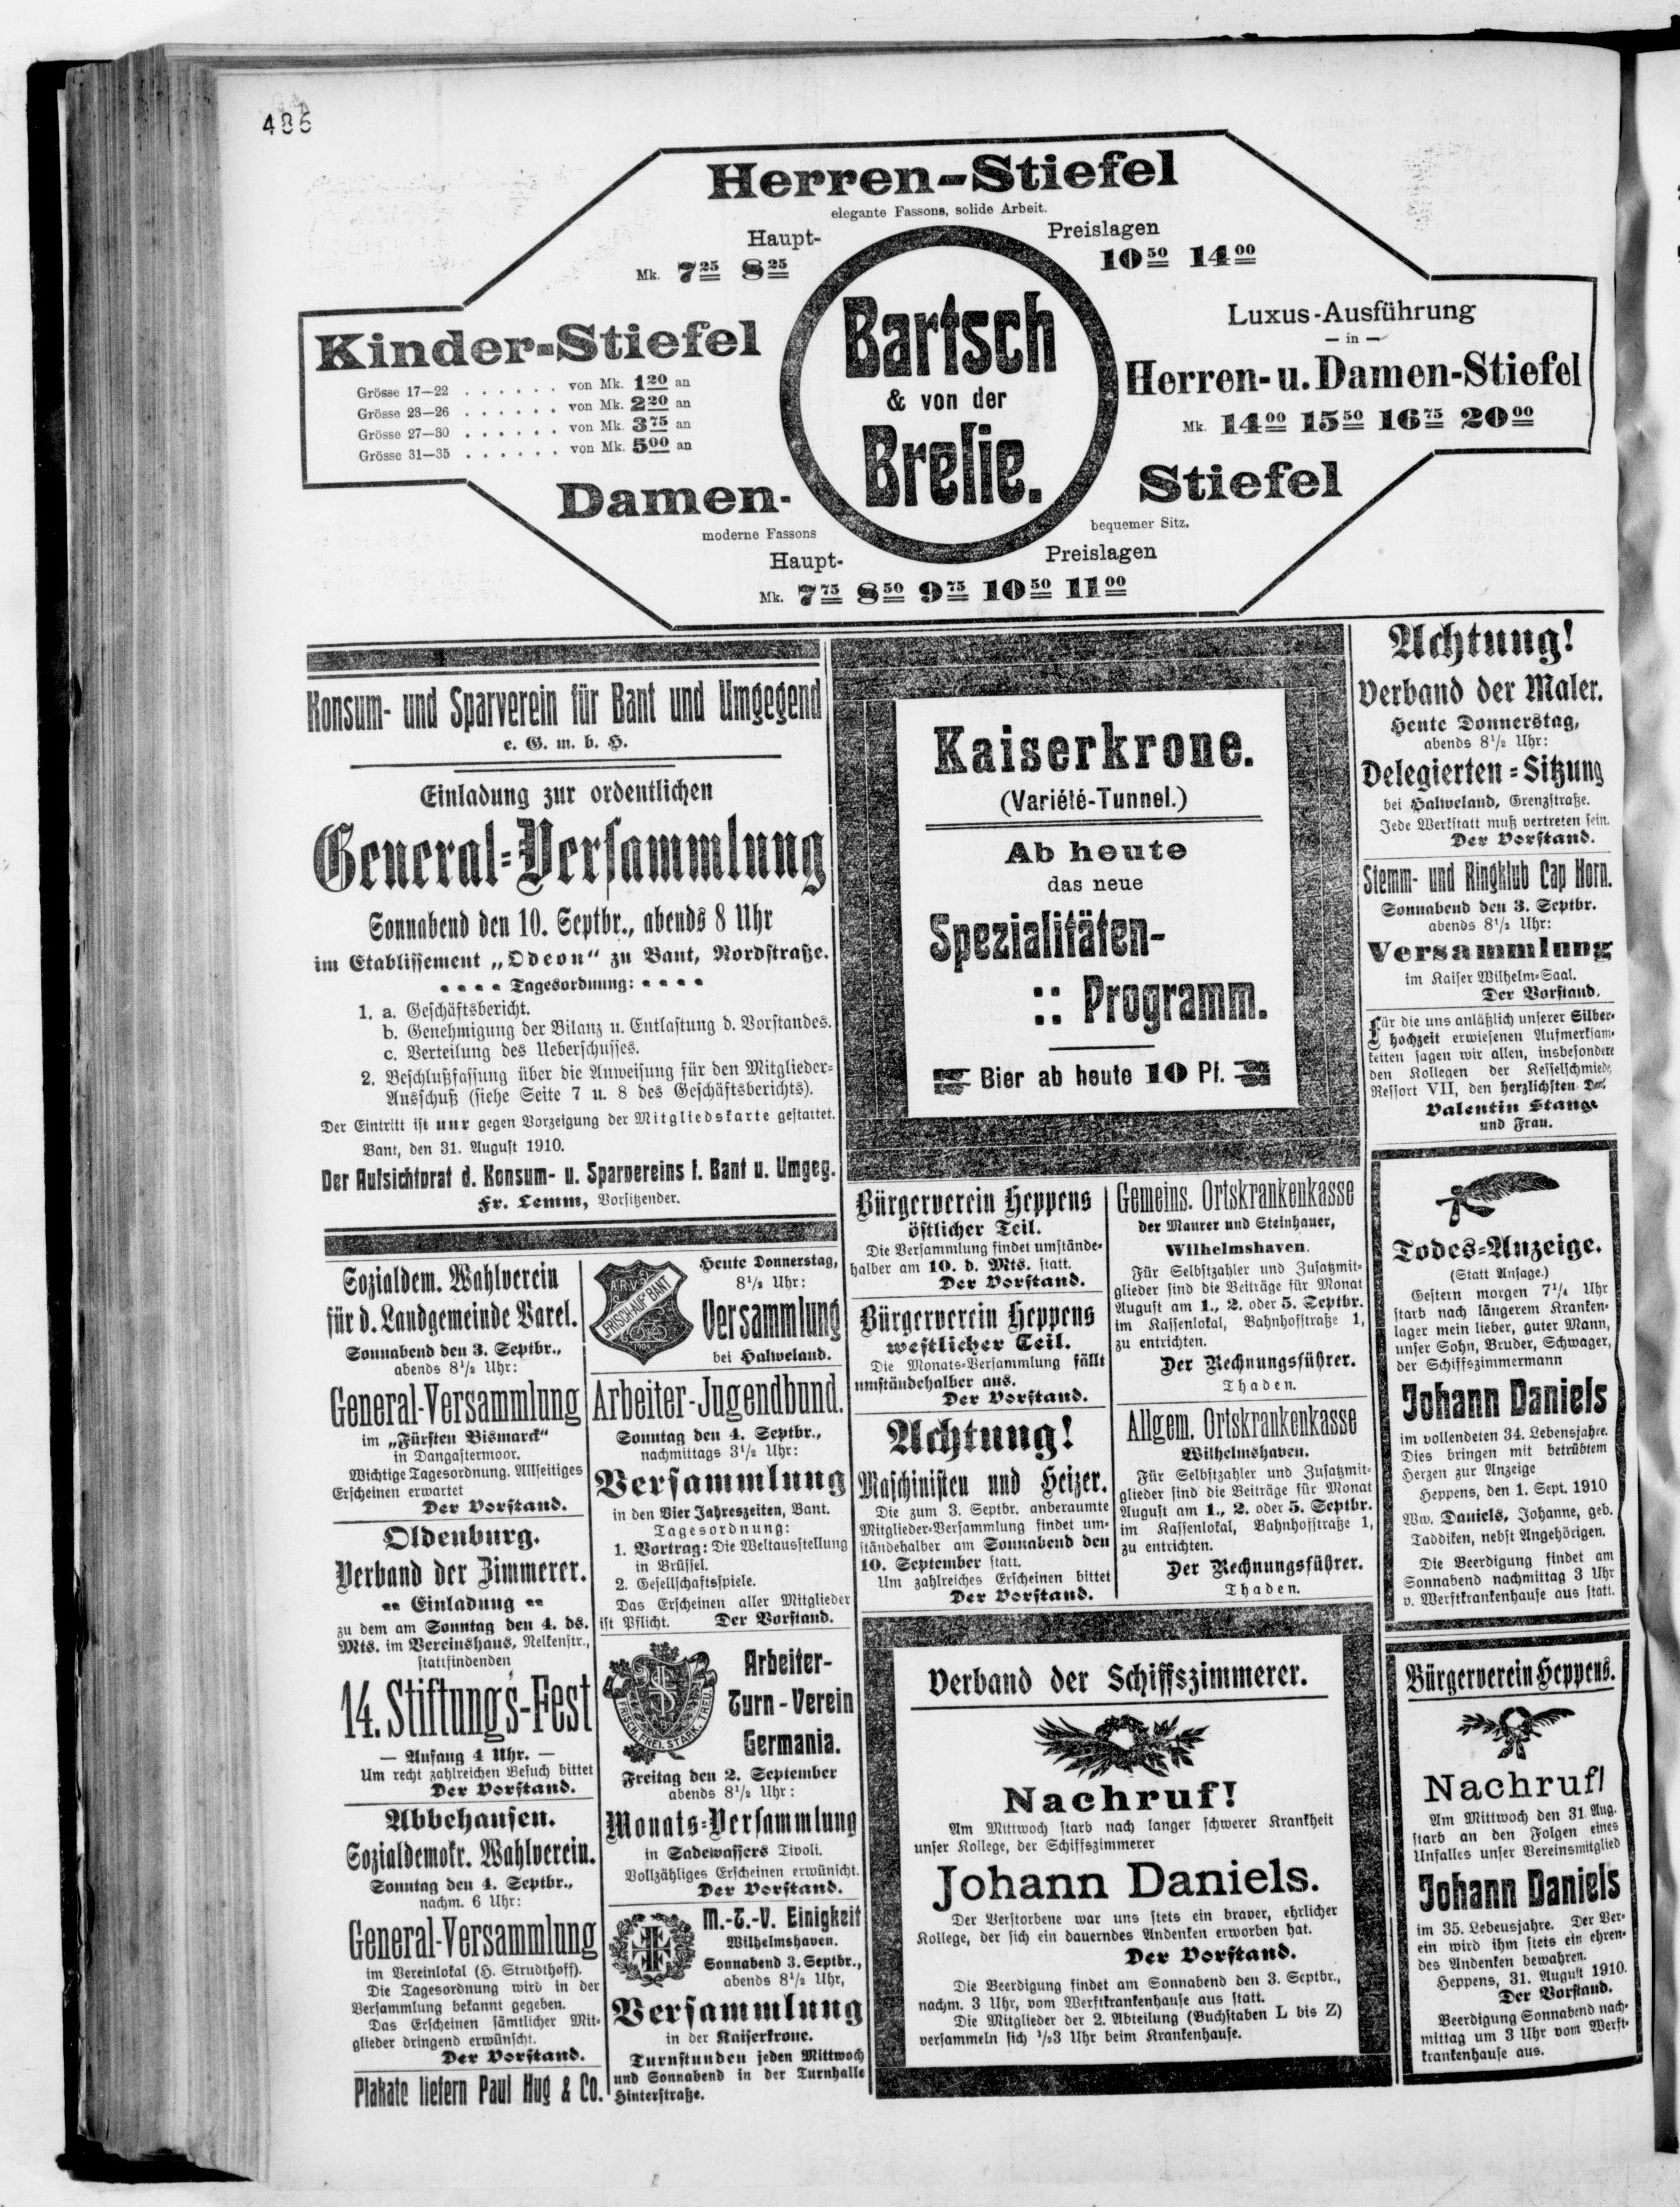 486
Herren-Stiefel
elegante Fassons, solide Arbeit.
Haupt- Preislagen
Mk. 7 25 8 25 10 50 14 00
Kinder-Stiefel
Grösse 17—22 . . . . . . von Mk. 1 20 an
Grösse 23—26 . . . . . . von Mk. 2 20 an
Grösse 27—30 . . . . . . von Mk. 3 75 an
Grösse 31—35 . . . . . . von Mk. 5 00 an
Bartsch
& von der
Brelie.
Luxus-Ausführung
— in —
Herren- u. Damen-Stiefel
Mk. 14 00 15 50 16 75 20 00
Damen- Stiefel
moderne Fassons bequemer Sitz.
Haupt- Preislagen
Mk. 7 75 8 50 9 75 10 50 11 00
Konsum- und Sparverein für Bant und Umgegend
e. G. m. b. H.
Einladung zur ordentlichen
General-Versammlung
Sonnabend den 10. Septbr., abends 8 Uhr
im Etablissement „Odeon“ zu Bant, Nordstraße.
• • • • Tagesordnung: • • • •
1. a. Geschäftsbericht.
b. Genehmigung der Bilanz u. Entlastung d. Vorstandes.
c. Verteilung des Ueberschusses.
2. Beschlußfassung über die Anweisung für den Mitglieder-
Ausschuß (siehe Seite 7 u. 8 des Geschäftsberichts).
Der Eintritt ist nur gegen Vorzeigung der Mitgliedskarte gestattet.
Bant, den 31. August 1910.
Der Aufsichtsrat d. Konsum- u. Sparvereins f. Bant u. Umgeg.
Fr. Lemm, Vorsitzender.
Sozialdem. Wahlverein
für d. Landgemeinde Varel.
Sonnabend den 3. Septbr.,
abends 8½ Uhr:
General-Versammlung
im „Fürsten Bismarck“
in Dangastermoor.
Wichtige Tagesordnung. Allseitiges
Erscheinen erwartet
Der Vorstand.
Oldenburg.
Verband der Zimmerer.
•• Einladung ••
zu dem am Sonntag den 4. ds.
Mts. im Vereinshaus, Nelkenstr.,
stattfindenden
14. Stiftungs-Fest
— Anfang 4 Uhr. —
Um recht zahlreichen Besuch bittet
Der Vorstand.
Abbehausen.
Sozialdemokr. Wahlverein.
Sonntag den 4. Septbr.,
nachm. 6 Uhr:
General-Versammlung
im Vereinlokal (H. Strudthoff).
Die Tagesordnung wird in der
Versammlung bekannt gegeben.
Das Erscheinen sämtlicher Mit-
glieder dringend erwünscht.
Der Vorstand.
Plakate liefern Paul Hug & Co.
A.R.V.
„FRISCH-AUF“ BANT
1904
Heute Donnerstag,
8½ Uhr:
Versammlung
bei Halweland.
Arbeiter-Jugendbund.
Sonntag den 4. Septbr.,
nachmittags 3½ Uhr:
Versammlung
in den Vier Jahreszeiten, Bant.
Tagesordnung:
1. Vortrag: Die Weltausstellung
in Brüssel.
2. Gesellschaftsspiele.
Das Erscheinen aller Mitglieder
ist Pflicht. Der Vorstand.
FRISCH. FREI. STARK. TREU.
Arbeiter-
Turn-Verein
Germania.
Freitag den 2. September
abends 8½ Uhr:
Monats-Versammlung
in Sadewassers Tivoli.
Vollzähliges Erscheinen erwünscht.
Der Vorstand.
M.-T.-V. Einigkeit
Wilhelmshaven.
Sonnabend 3. Septbr.,
abends 8½ Uhr,
Versammlung
in der Kaiserkrone.
Turnstunden jeden Mittwoch
und Sonnabend in der Turnhalle
Hinterstraße.
Kaiserkrone.
(Variété-Tunnel.)
Ab heute
das neue
Spezialitäten-
:: Programm.
Bier ab heute 10 Pf.
Bürgerverein Heppens
östlicher Teil.
Die Versammlung findet umstände-
halber am 10. d. Mts. statt.
Der Vorstand.
Bürgerverein Heppens
westlicher Teil.
Die Monats-Versammlung fällt
umständehalber aus.
Der Vorstand.
Achtung!
Maschinisten und Heizer.
Die zum 3. Septbr. anberaumte
Mitglieder-Versammlung findet um-
ständehalber am Sonnabend den
10. September statt.
Um zahlreiches Erscheinen bittet
Der Vorstand.
Gemeins. Ortskrankenkasse
der Maurer und Steinhauer,
Wilhelmshaven.
Für Selbstzahler und Zusatzmit-
glieder sind die Beiträge für Monat
August am 1., 2. oder 5. Septbr.
im Kassenlokal, Bahnhofstraße 1,
zu entrichten.
Der Rechnungsführer.
Thaden.
Allgem. Ortskrankenkasse
Wilhelmshaven.
Für Selbstzahler und Zusatzmit-
glieder sind die Beiträge für Monat
August am 1., 2. oder 5. Septbr.
im Kassenlokal, Bahnhofstraße 1,
zu entrichten.
Der Rechnungsführer.
Thaden.
Verband der Schiffszimmerer.
Nachruf!
Am Mittwoch starb nach langer schwerer Krankheit
unser Kollege, der Schiffszimmerer
Johann Daniels.
Der Verstorbene war uns stets ein braver, ehrlicher
Kollege, der sich ein dauerndes Andenken erworben hat.
Der Vorstand.
Die Beerdigung findet am Sonnabend den 3. Septbr.,
nachm. 3 Uhr, vom Werftkrankenhause aus statt.
Die Mitglieder der 2. Abteilung (Buchstaben L bis Z)
versammeln sich ½3 Uhr beim Krankenhause.
Achtung!
Verband der Maler.
Heute Donnerstag,
abends 8½ Uhr:
Delegierten-Sitzung
bei Halweland, Grenzstraße.
Jede Werkstatt muß vertreten sein.
Der Vorstand.
Stemm- und Ringklub Cap Horn.
Sonnabend den 3. Septbr.
abends 8½ Uhr:
Versammlung
im Kaiser Wilhelm-Saal.
Der Vorstand.
Für die uns anläßlich unserer Silber-
hochzeit erwiesenen Aufmerksam-
keiten sagen wir allen, insbesondere
den Kollegen der Kesselschmiede,
Ressort VII, den herzlichsten
Valentin Stange
und Frau.
Todes-Anzeige.
(Statt Ansage.)
Gestern morgen 7¼ Uhr
starb nach längerem Kranken-
lager mein lieber, guter Mann,
unser Sohn, Bruder, Schwager,
der Schiffszimmermann
Johann Daniels
im vollendeten 34. Lebensjahre.
Dies bringen mit betrübtem
Herzen zur Anzeige
Heppens, den 1. Sept. 1910
Ww. Daniels, Johanne, geb.
Taddiken, nebst Angehörigen.
Die Beerdigung findet am
Sonnabend nachmittag 3 Uhr
v. Werftkrankenhause aus statt.
Bürgerverein Heppens.
Nachruf!
Am Mittwoch den 31. Aug.
starb an den Folgen eines
Unfalles unser Vereinsmitglied
Johann Daniels
im 35. Lebensjahre. Der Ver-
ein wird ihm stets ein ehren-
des Andenken bewahren.
Heppens, 31. August 1910.
Der Vorstand.
Beerdigung Sonnabend nach-
mittag um 3 Uhr vom Werft-
krankenhause aus.